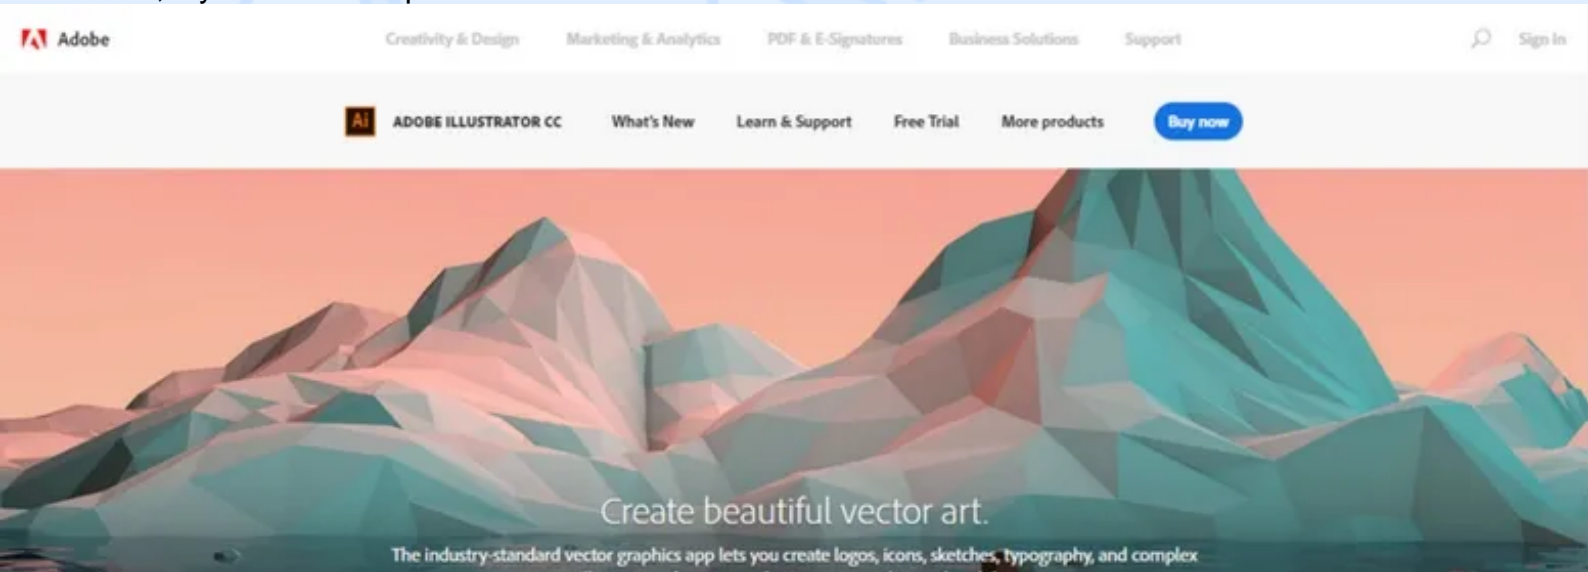 Adobe
Creativity & Design
Marketing & Analytics
PDF & E-Signatures
Business Solutions
Support
Sign In
Ai
ADOBE ILLUSTRATOR CC
What's New
Learn & Support
Free Trial
More products
Buy now
Create beautiful vector art.
The industry-standard vector graphics app lets you create logos, icons, sketches, typography, and complex